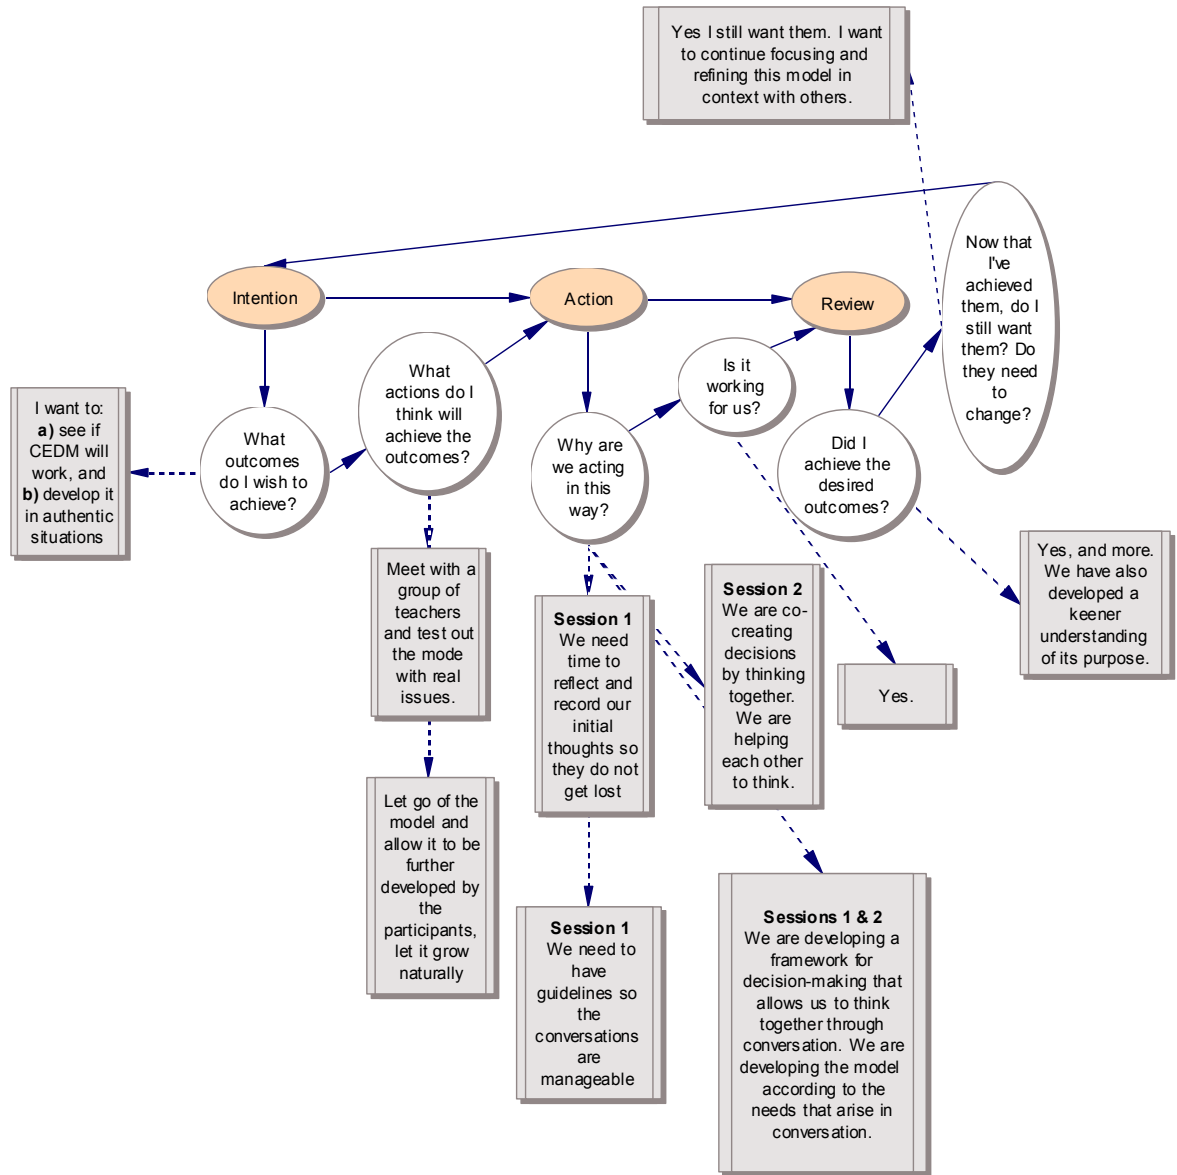 Yes I still want them. I want
to continue focusing and
refining this model in
context with others.
Intention
Action
Review
Now that
I've
achieved
them, do I
still want
them? Do
they need
to
change?
What
actions do I
think will
achieve the
outcomes?
Is it
working
for us?
I want to:
a) see if
CEDM will
work, and
b) develop it
in authentic
situations
What
outcomes
do I wish to
achieve?
Why are
we acting
in this
way?
Did I
achieve the
desired
outcomes?
Meet with a
group of
teachers
and test out
the mode
with real
issues.
Session 1
We need
time to
reflect and
record our
initial
thoughts so
they do not
get lost
Session 2
We are co-
creating
decisions
by thinking
together.
We are
helping
each other
to think.
Yes, and more.
We have also
developed a
keener
understanding
of its purpose.
Yes.
Let go of the
model and
allow it to be
further
developed by
the
participants,
let it grow
naturally
Session 1
We need to
have
guidelines so
the
conversations
are
manageable
Sessions 1 & 2
We are developing a
framework for
decision-making that
allows us to think
together through
conversation. We are
developing the model
according to the
needs that arise in
conversation.